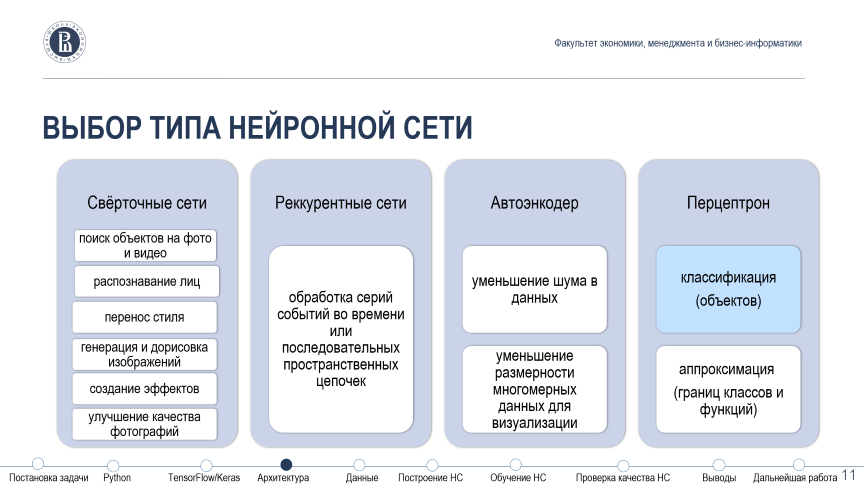 Факультет экономики, менеджмента и бизнес-информатики
ВЫБОР ТИПА НЕЙРОННОЙ СЕТИ
Свёрточные сети
поиск объектов на фото
и видео
распознавание лиц
перенос стиля
генерация и дорисовка
изображений
создание эффектов
улучшение качества
фотографий
Реккурентные сети
обработка серий
событий во времени
или
последовательных
пространственных
цепочек
Автоэнкодер
уменьшение шума в
данных
уменьшение
размерности
многомерных
данных для
визуализации
Перцептрон
классификация
(объектов)
аппроксимация
(границ классов и
функций)
Постановка задачи Python TensorFlow/Keras Архитектура Данные Построение НС Обучение НС Проверка качества НС Выводы Дальнейшая работа 11